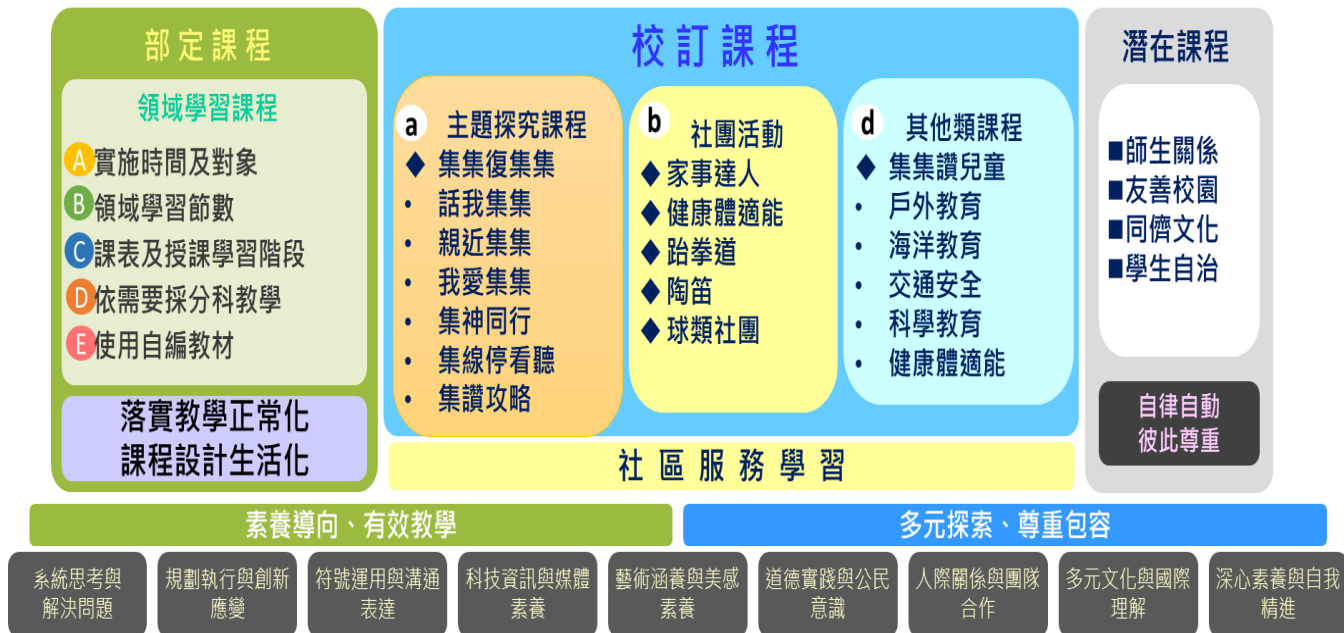 部定課程
領域學習課程
A 實施時間及對象
B 領域學習節數
C 課表及授課學習階段
D 依需要採分科教學
E 使用自編教材
落實教學正常化
課程設計生活化
校訂課程
a 主題探究課程
◆ 集集復集集
• 話我集集
• 親近集集
• 我愛集集
• 集神同行
• 集線停看聽
• 集讚攻略
b 社團活動
◆ 家事達人
◆ 健康體適能
◆ 跆拳道
◆ 陶笛
◆ 球類社團
d 其他類課程
◆ 集集讚兒童
• 戶外教育
• 海洋教育
• 交通安全
• 科學教育
• 健康體適能
社區服務學習
潛在課程
■師生關係
■友善校園
■同儕文化
■學生自治
自律自動
彼此尊重
素養導向、有效教學
多元探索、尊重包容
系統思考與
解決問題
規劃執行與創新
應變
符號運用與溝通
表達
科技資訊與媒體
素養
藝術涵養與美感
素養
道德實踐與公民
意識
人際關係與團隊
合作
多元文化與國際
理解
深心素養與自我
精進